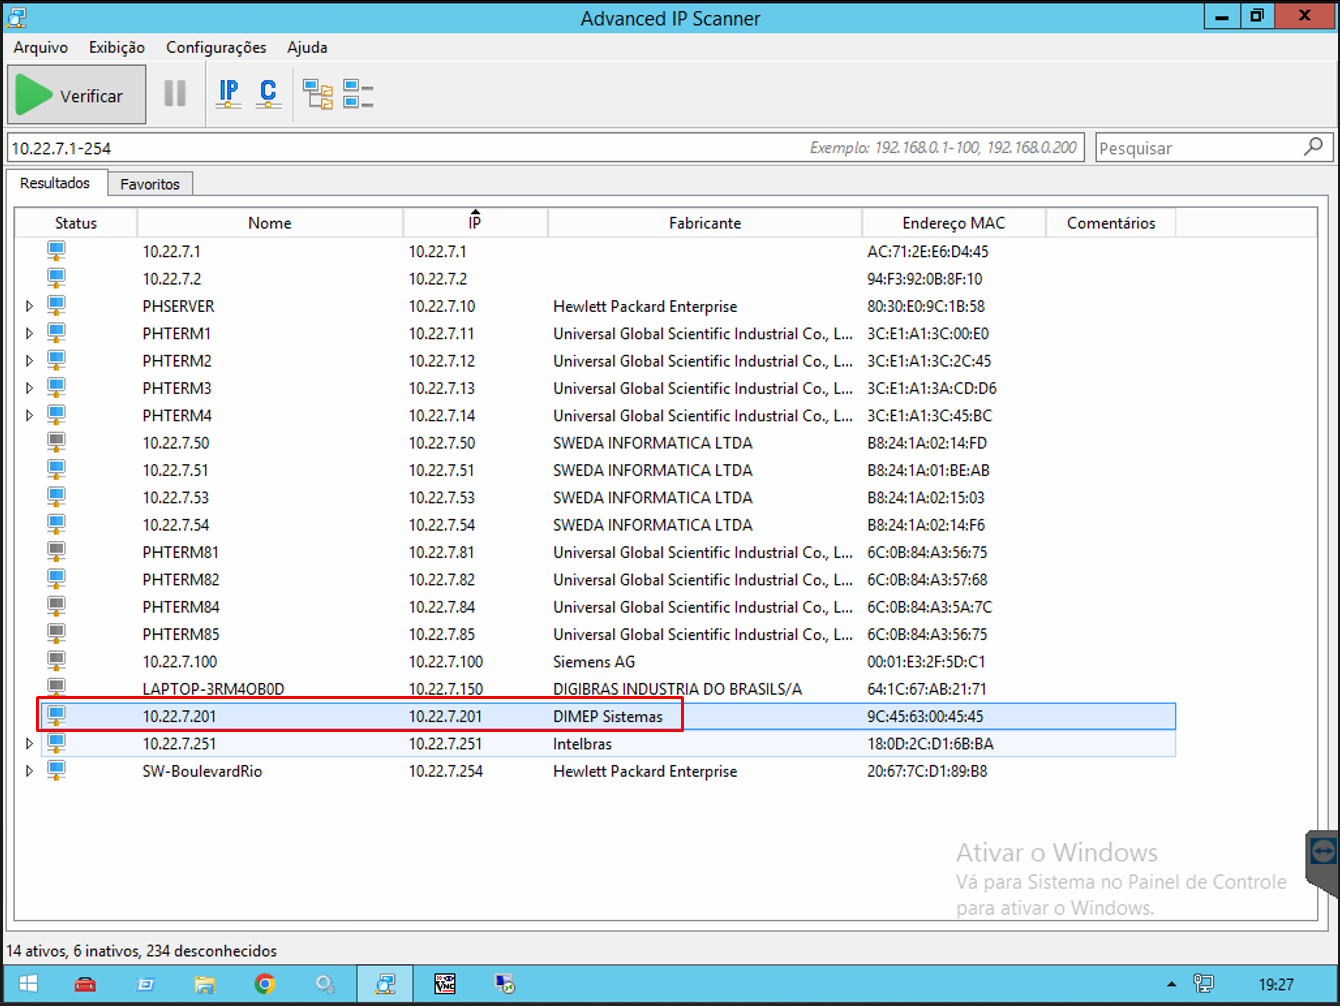 Advanced IP Scanner
Arquivo Exibição Configurações Ajuda
Verificar IP C
10.22.7.1-254 Exemplo: 192.168.0.1-100, 192.168.0.200 Pesquisar
Resultados Favoritos
Status Nome IP Fabricante Endereço MAC Comentários
10.22.7.1 10.22.7.1 AC:71:2E:E6:D4:45
10.22.7.2 10.22.7.2 94:F3:92:0B:8F:10
PHSERVER 10.22.7.10 Hewlett Packard Enterprise 80:30:E0:9C:1B:58
PHTERM1 10.22.7.11 Universal Global Scientific Industrial Co., L... 3C:E1:A1:3C:00:E0
PHTERM2 10.22.7.12 Universal Global Scientific Industrial Co., L... 3C:E1:A1:3C:2C:45
PHTERM3 10.22.7.13 Universal Global Scientific Industrial Co., L... 3C:E1:A1:3A:CD:D6
PHTERM4 10.22.7.14 Universal Global Scientific Industrial Co., L... 3C:E1:A1:3C:45:BC
10.22.7.50 10.22.7.50 SWEDA INFORMATICA LTDA B8:24:1A:02:14:FD
10.22.7.51 10.22.7.51 SWEDA INFORMATICA LTDA B8:24:1A:01:BE:AB
10.22.7.53 10.22.7.53 SWEDA INFORMATICA LTDA B8:24:1A:02:15:03
10.22.7.54 10.22.7.54 SWEDA INFORMATICA LTDA B8:24:1A:02:14:F6
PHTERM81 10.22.7.81 Universal Global Scientific Industrial Co., L... 6C:0B:84:A3:56:75
PHTERM82 10.22.7.82 Universal Global Scientific Industrial Co., L... 6C:0B:84:A3:57:68
PHTERM84 10.22.7.84 Universal Global Scientific Industrial Co., L... 6C:0B:84:A3:5A:7C
PHTERM85 10.22.7.85 Universal Global Scientific Industrial Co., L... 6C:0B:84:A3:56:75
10.22.7.100 10.22.7.100 Siemens AG 00:01:E3:2F:5D:C1
LAPTOP-3RM4OB0D 10.22.7.150 DIGIBRAS INDUSTRIA DO BRASILS/A 64:1C:67:AB:21:71
10.22.7.201 10.22.7.201 DIMEP Sistemas 9C:45:63:00:45:45
10.22.7.251 10.22.7.251 Intelbras 18:0D:2C:D1:6B:BA
SW-BoulevardRio 10.22.7.254 Hewlett Packard Enterprise 20:67:7C:D1:89:B8
Ativar o Windows
Vá para Sistema no Painel de Controle
para ativar o Windows.
14 ativos, 6 inativos, 234 desconhecidos
VNC 19:27